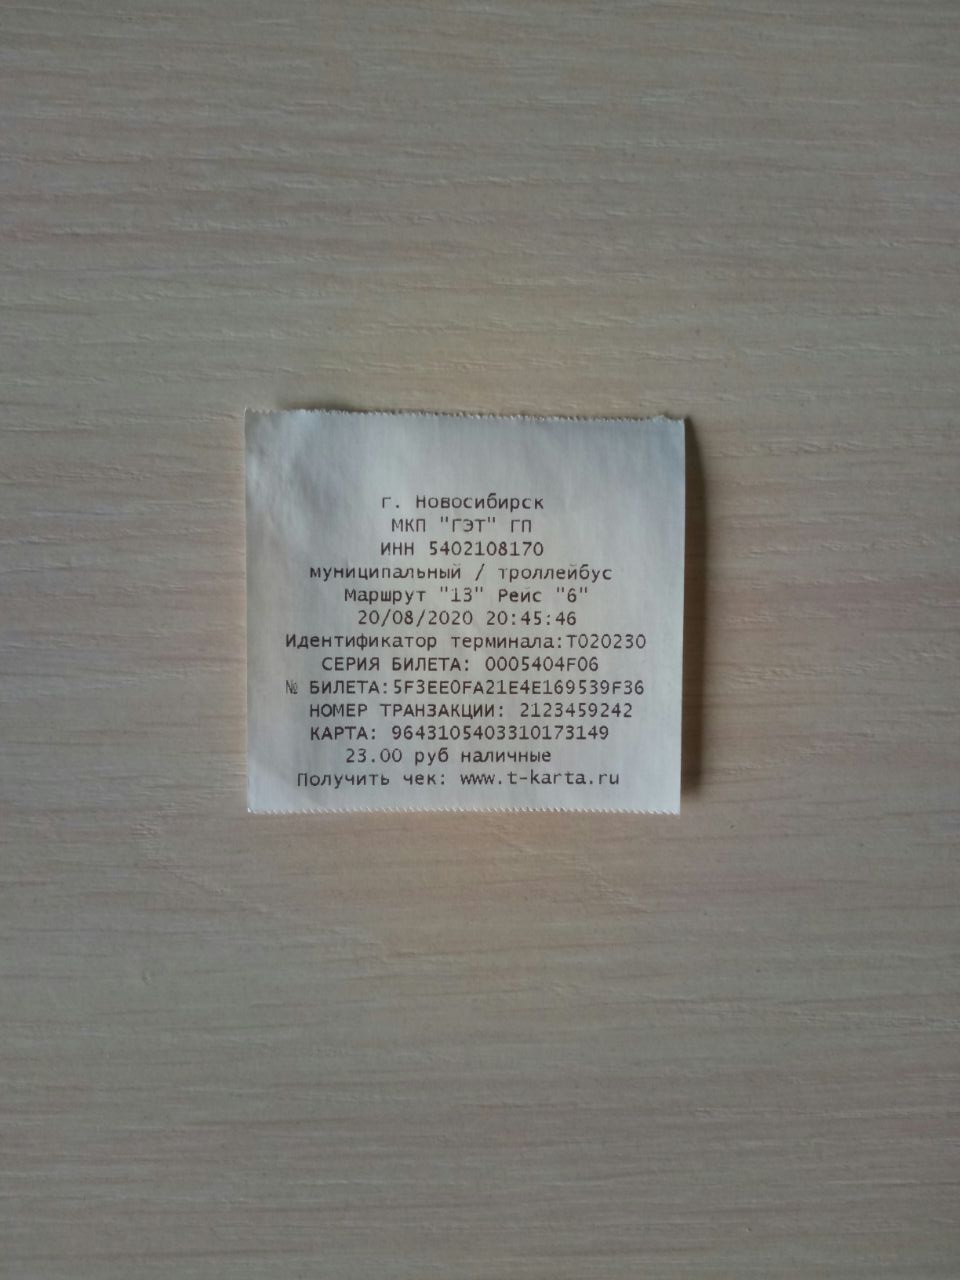 г. Новосибирск
МКП "ГЭТ" ГП
ИНН 5402108170
муниципальный / троллейбус
Маршрут "13" Рейс "6"
20/08/2020 20:45:46
Идентификатор терминала:T020230
СЕРИЯ БИЛЕТА: 0005404F06
№ БИЛЕТА:5F3EE0FA21E4E169539F36
НОМЕР ТРАНЗАКЦИИ: 2123459242
КАРТА: 9643105403310173149
23.00 руб наличные
Получить чек: www.t-karta.ru